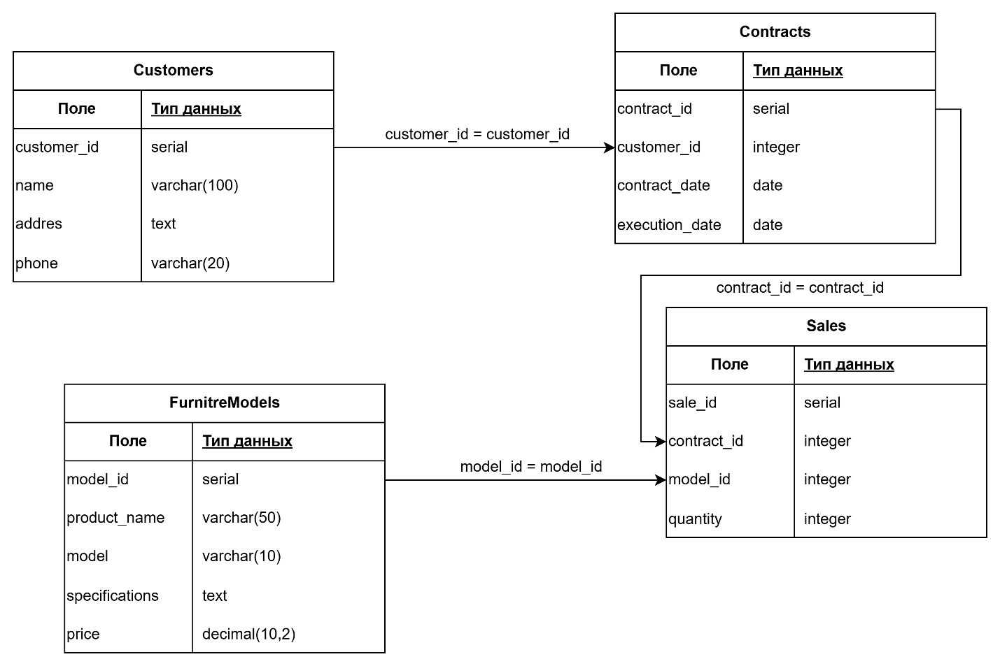 Customers
Поле Тип данных
customer_id serial
name varchar(100)
addres text
phone varchar(20)
customer_id = customer_id
Contracts
Поле Тип данных
contract_id serial
customer_id integer
contract_date date
execution_date date
contract_id = contract_id
Sales
Поле Тип данных
sale_id serial
contract_id integer
model_id integer
quantity integer
FurnitreModels
Поле Тип данных
model_id serial
product_name varchar(50)
model varchar(10)
specifications text
price decimal(10,2)
model_id = model_id